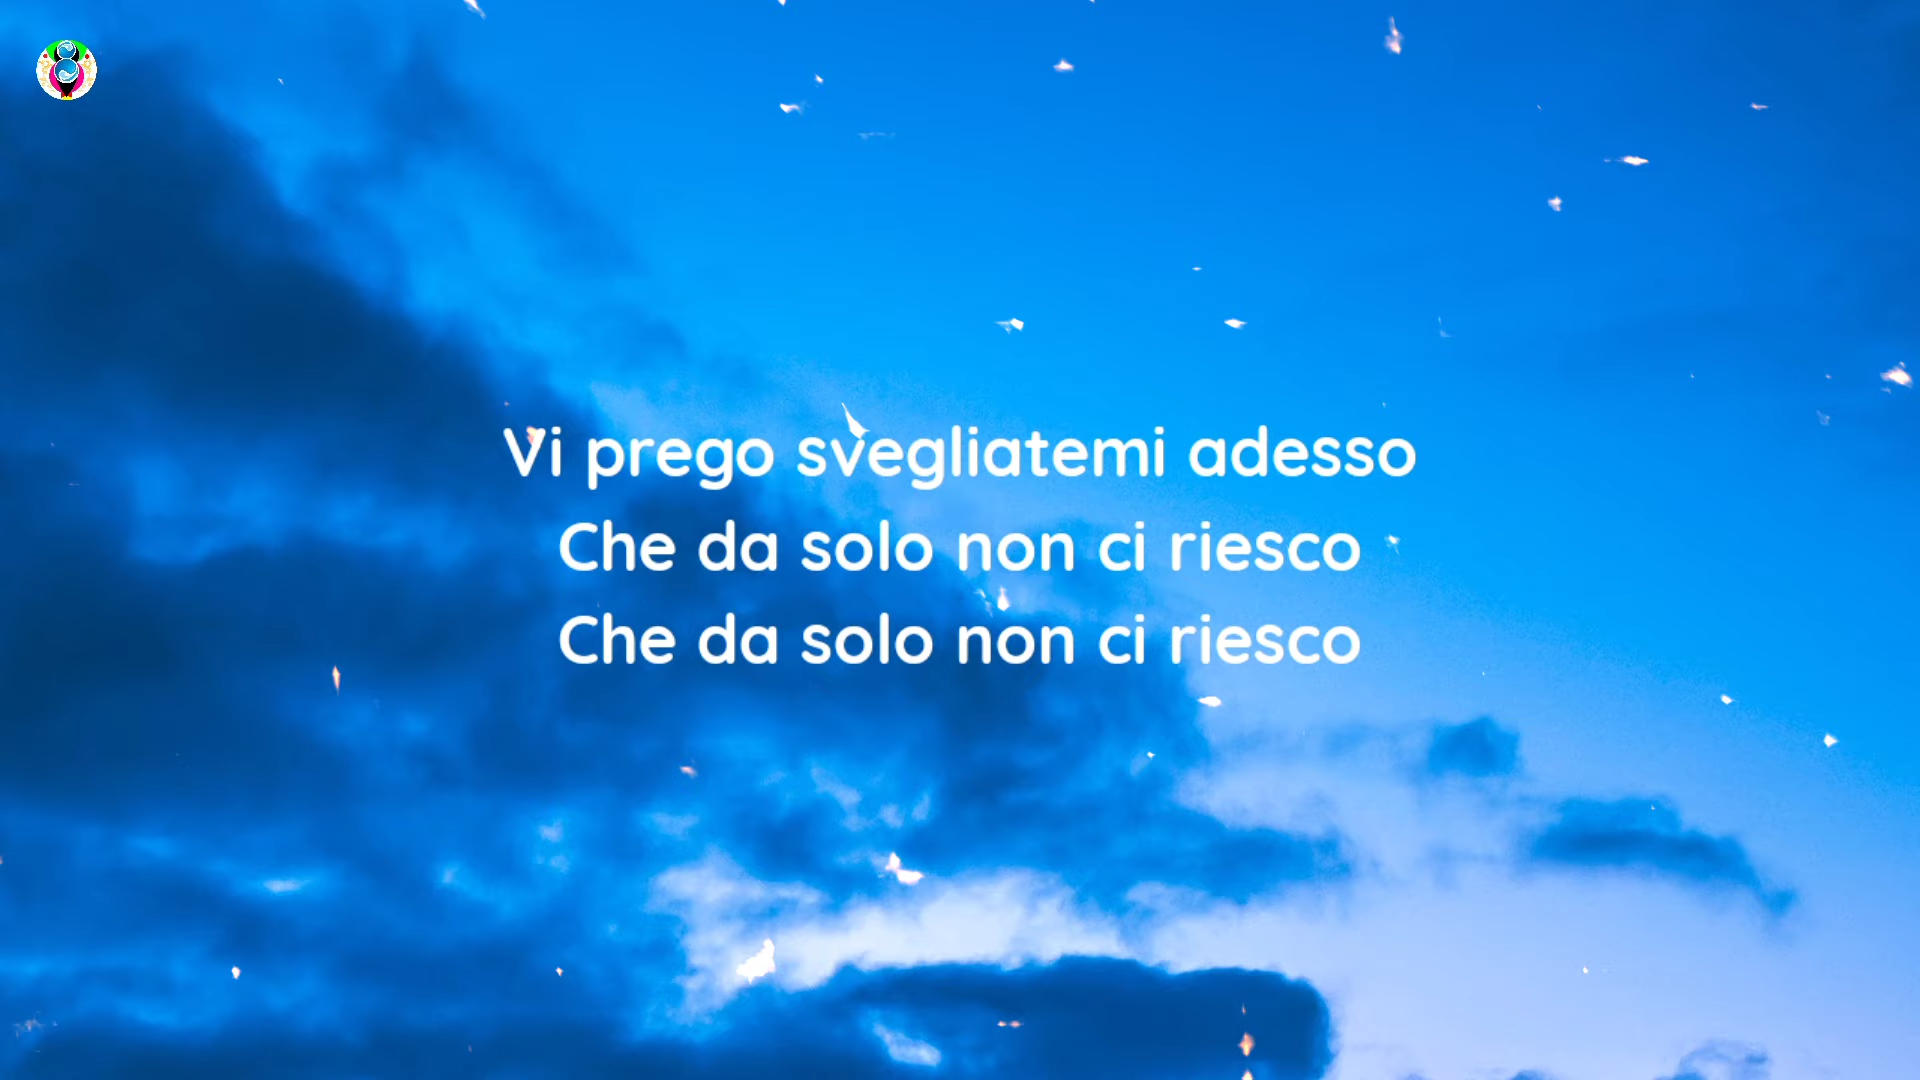 Vi prego svegliatemi adesso
Che da solo non ci riesco
Che da solo non ci riesco